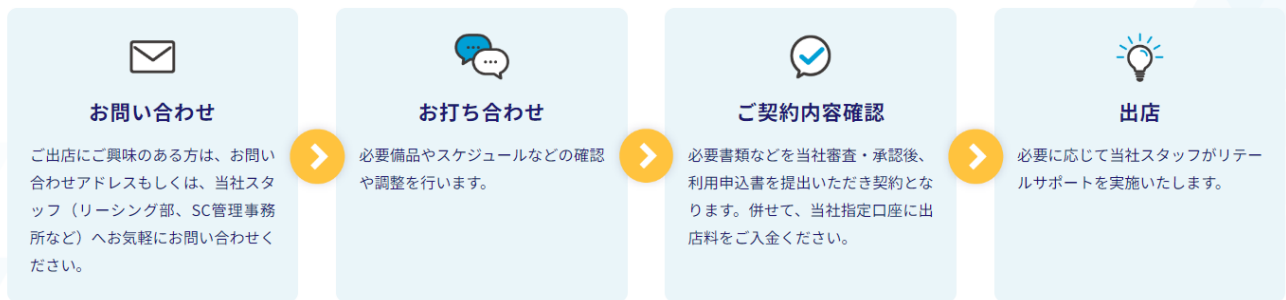 お問い合わせ
ご出店にご興味のある方は、お問い
合わせアドレスもしくは、当社スタ
ッフ（リーシング部、SC管理事務
所など）へお気軽にお問い合わせく
ださい。
お打ち合わせ
必要備品やスケジュールなどの確認
や調整を行います。
ご契約内容確認
必要書類などを当社審査・承認後、
利用申込書を提出いただき契約とな
ります。併せて、当社指定口座に出
店料をご入金ください。
出店
必要に応じて当社スタッフがリテー
ルサポートを実施いたします。